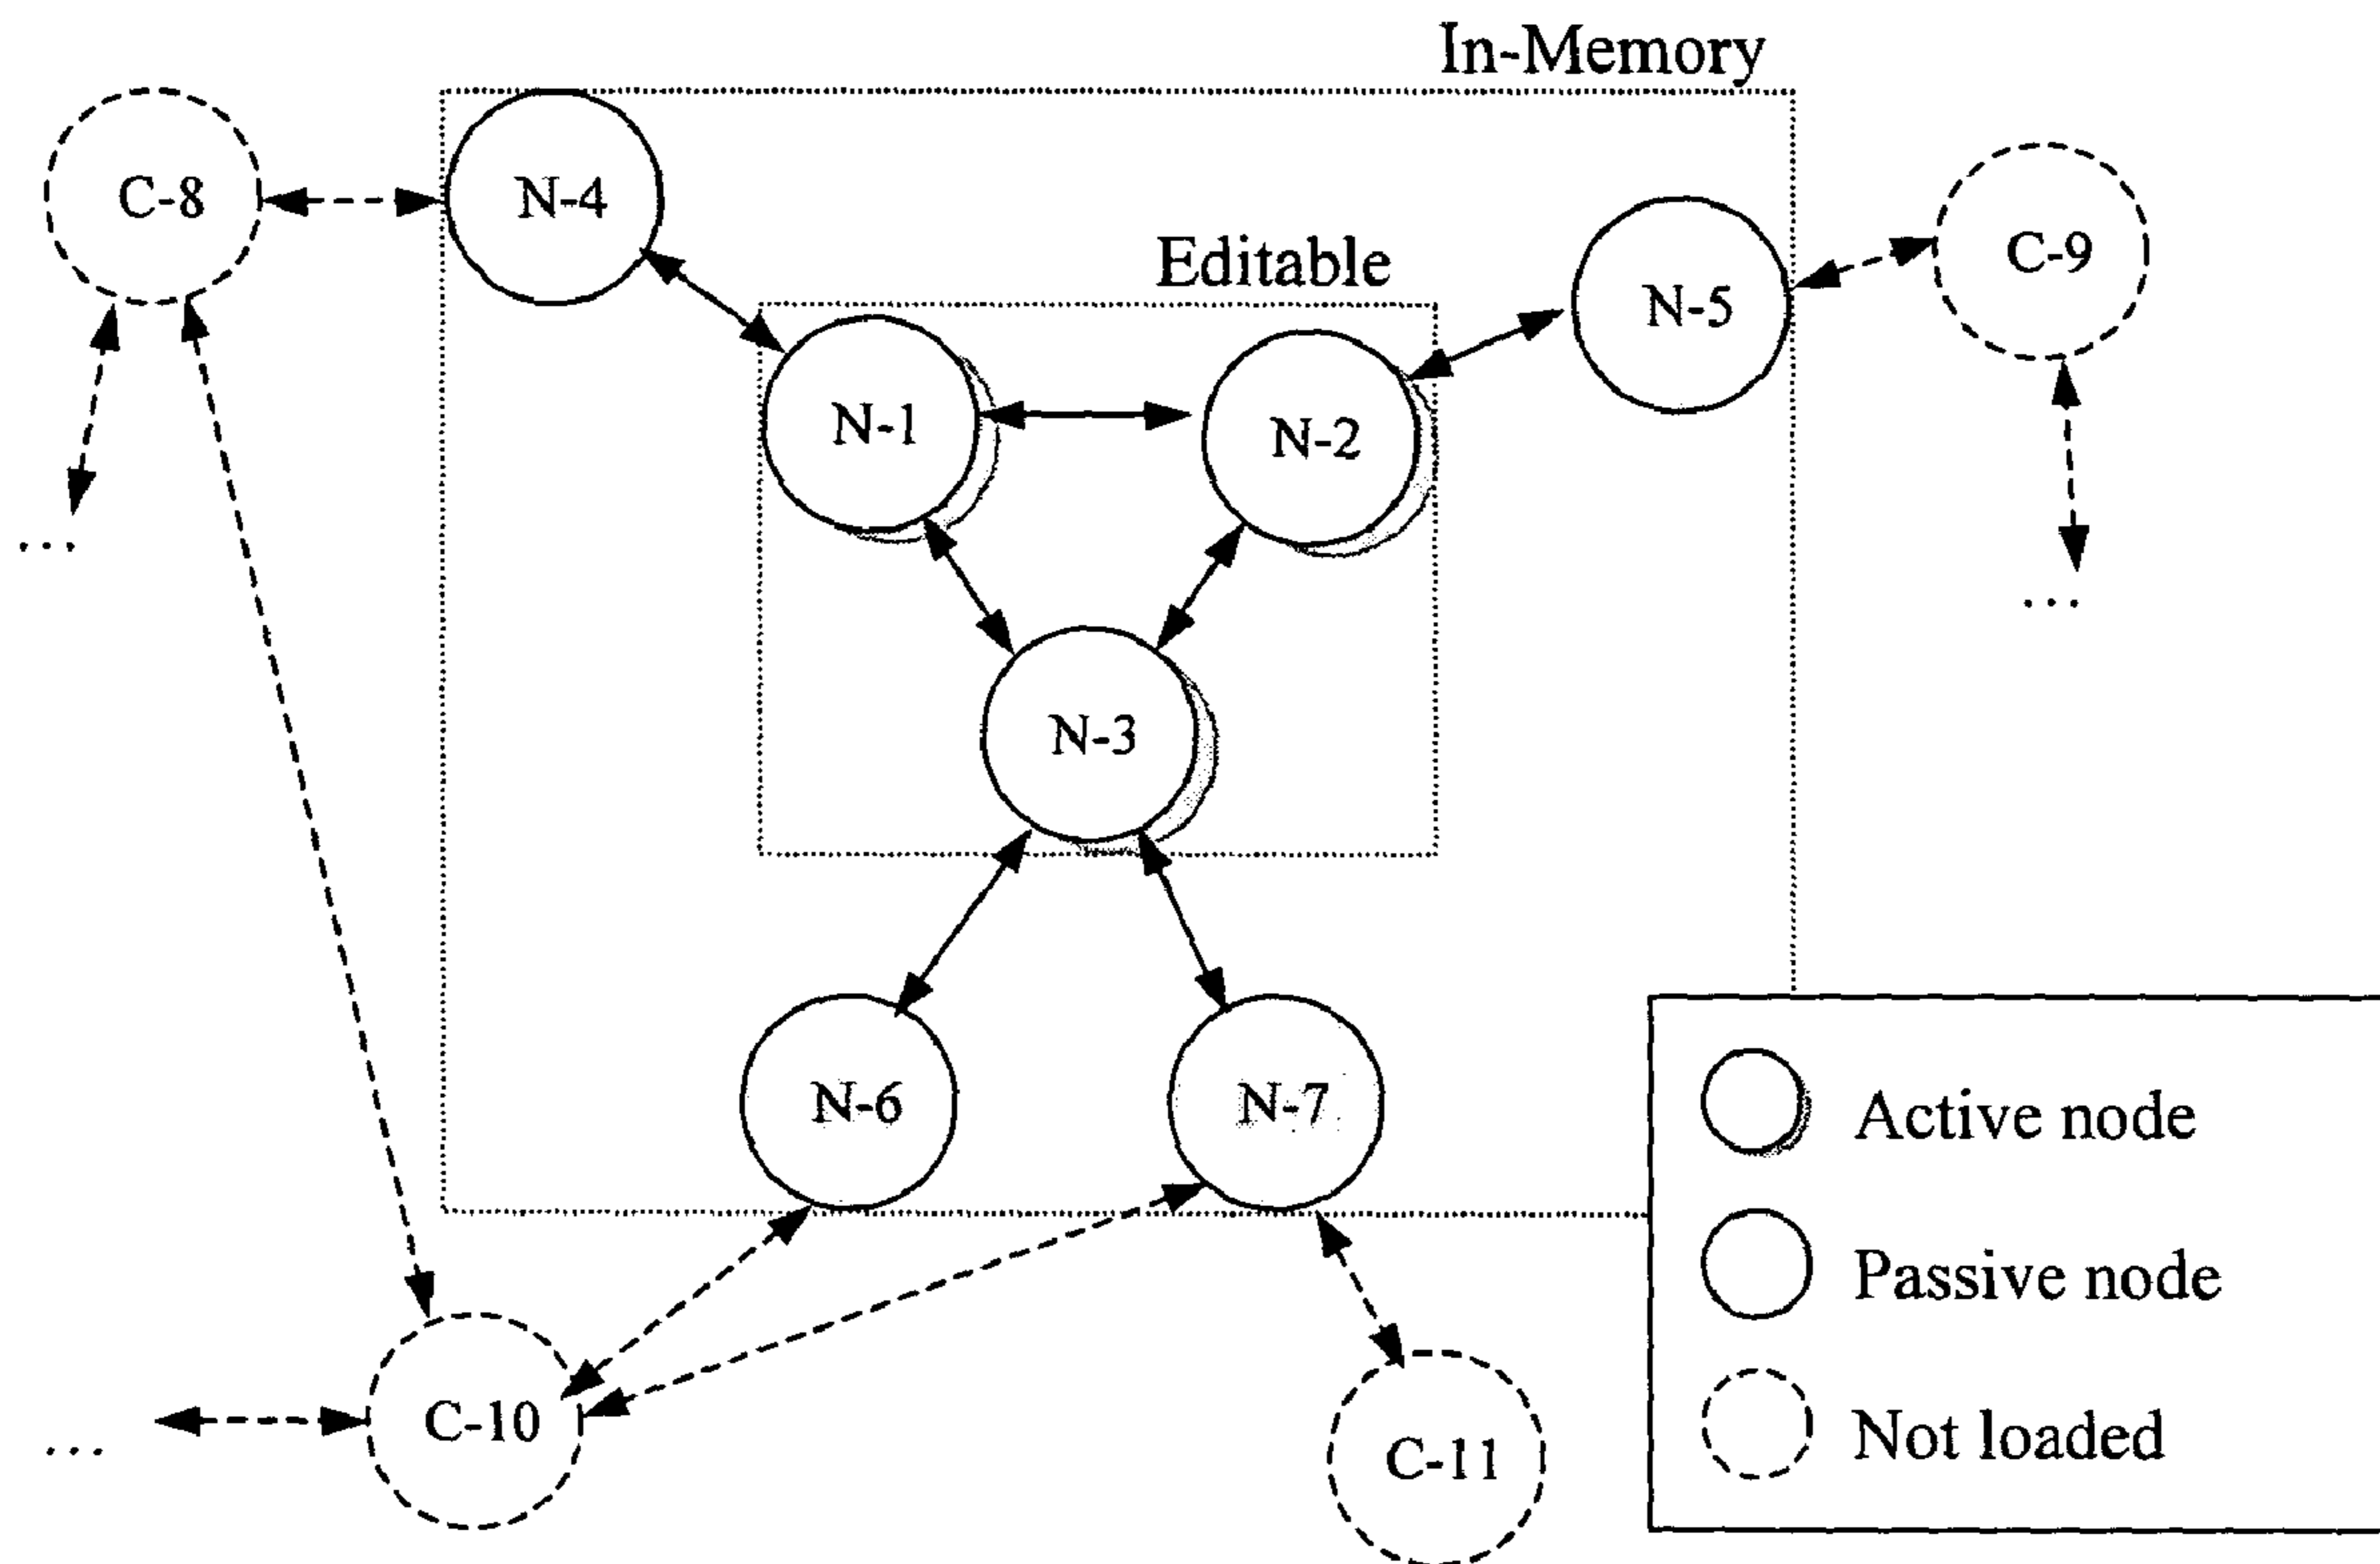 In-Memory
C-8
N-4
Editable
C-9
N-5
N-1
N-2
...
...
N-3
N-6
N-7
Active node
Passive node
C-10
Not loaded
...
C-11